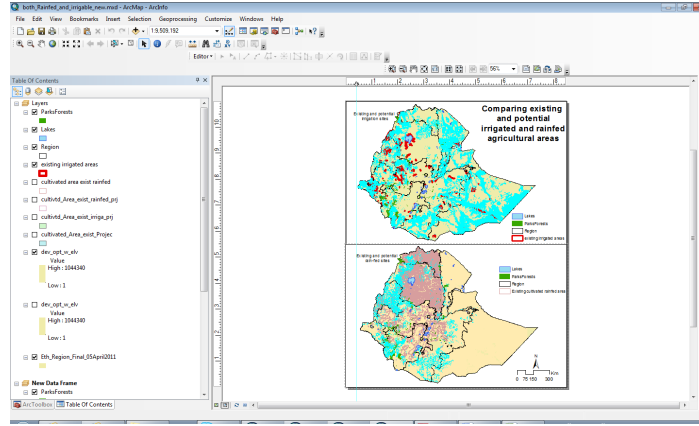 both_Rainfed_and_irrigable_new.mxd - ArcMap - ArcInfo
File Edit View Bookmarks Insert Selection Geoprocessing Customize Windows Help
1:9,509,192
Editor
56%
Table Of Contents
Layers
ParksForests
Lakes
Region
existing irrigated areas
cultivated area exist rainfed
cultivtd_Area_exist_rainfed_prj
cultivtd_Area_exist_irriga_prj
cultivated_Area_exist_Projec
dev_opt_w_elv
Value
High : 1044340
Low : 1
dev_opt_w_elv
Value
High : 1044340
Low : 1
Eth_Region_Final_05April2011
New Data Frame
ParksForests
ArcToolbox Table Of Contents
Comparing existing
and potential
irrigated and rainfed
agricultural areas
Existing and potential
irrigation areas
Lakes
ParksForests
Region
existing irrigated areas
Existing and potential
rain-fed areas
Lakes
ParksForests
Region
Existing cultivated rainfed area
N
Km
0 75 150 300